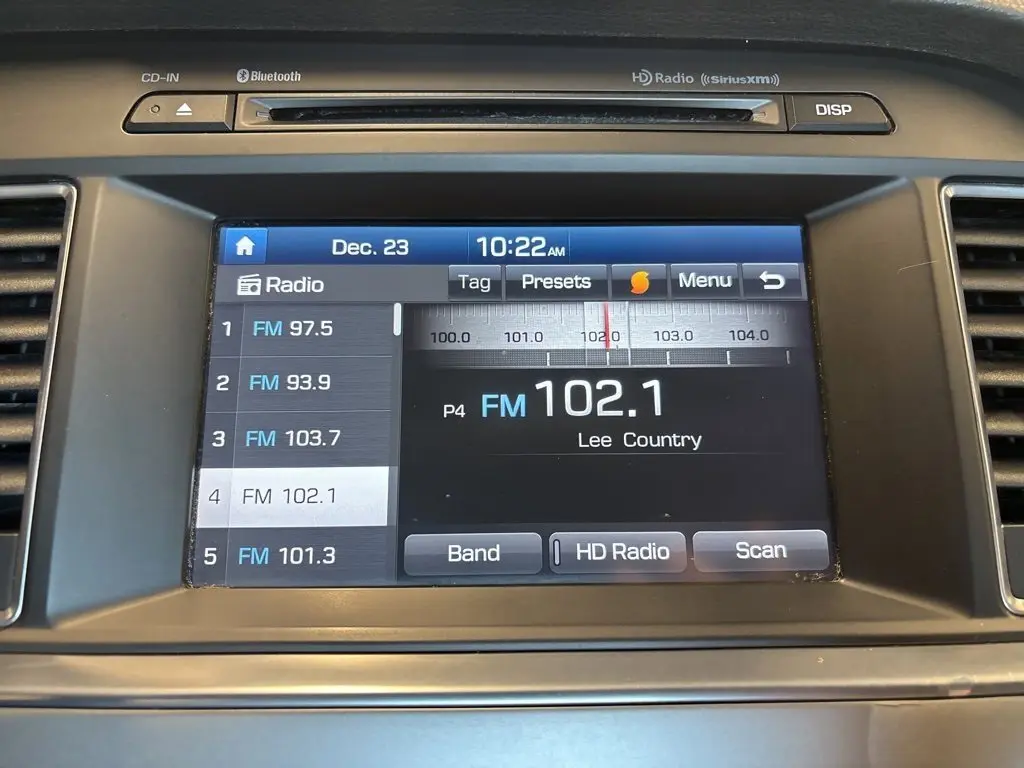 CD-IN Bluetooth HD Radio ((SiriusXM))
DISP
Dec. 23 10:22 AM
Radio Tag Presets Menu
1 FM 97.5
100.0 101.0 102.0 103.0 104.0
2 FM 93.9
P4 FM 102.1
3 FM 103.7
Lee Country
4 FM 102.1
5 FM 101.3
Band HD Radio Scan